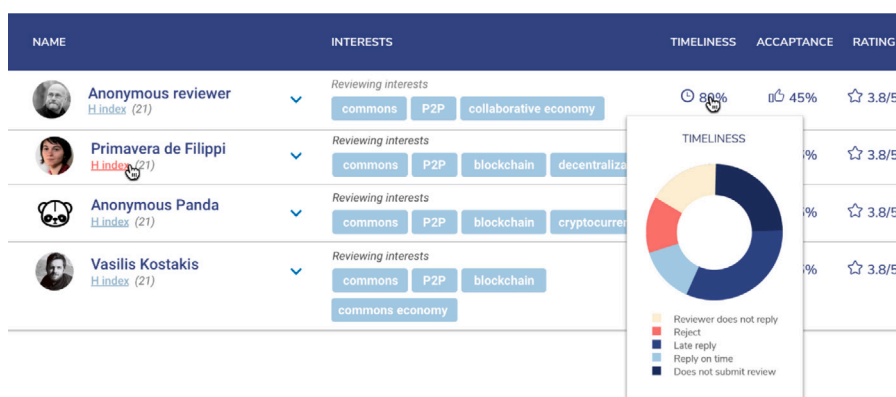 NAME INTERESTS TIMELINESS ACCAPTANCE RATING
Anonymous reviewer
H index (21)
Reviewing interests
commons P2P collaborative economy
45% 3.8/5
Primavera de Filippi
H index (21)
Reviewing interests
commons P2P blockchain decentraliza
% 3.8/5
Anonymous Panda
H index (21)
Reviewing interests
commons P2P blockchain cryptocurren
% 3.8/5
Vasilis Kostakis
H index (21)
Reviewing interests
commons P2P blockchain
commons economy
% 3.8/5
TIMELINESS
Reviewer does not reply
Reject
Late reply
Reply on time
Does not submit review